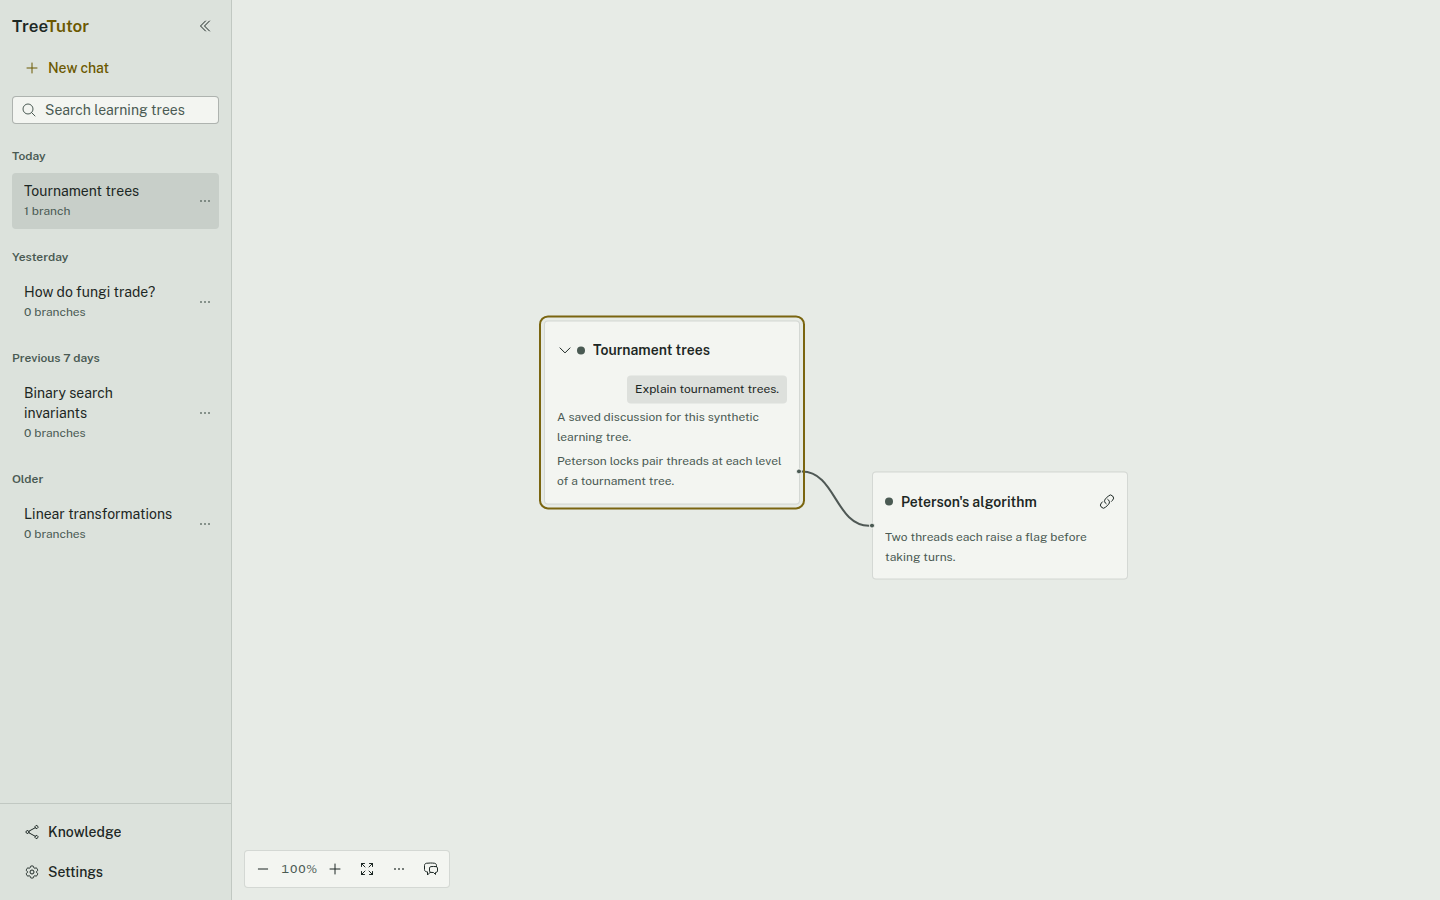 TreeTutor
New chat
Search learning trees
Today
Tournament trees
1 branch
Yesterday
How do fungi trade?
0 branches
Previous 7 days
Binary search
invariants
0 branches
Older
Linear transformations
0 branches
Knowledge
Settings
Tournament trees
Explain tournament trees.
A saved discussion for this synthetic
learning tree.
Peterson locks pair threads at each level
of a tournament tree.
Peterson's algorithm
Two threads each raise a flag before
taking turns.
100%